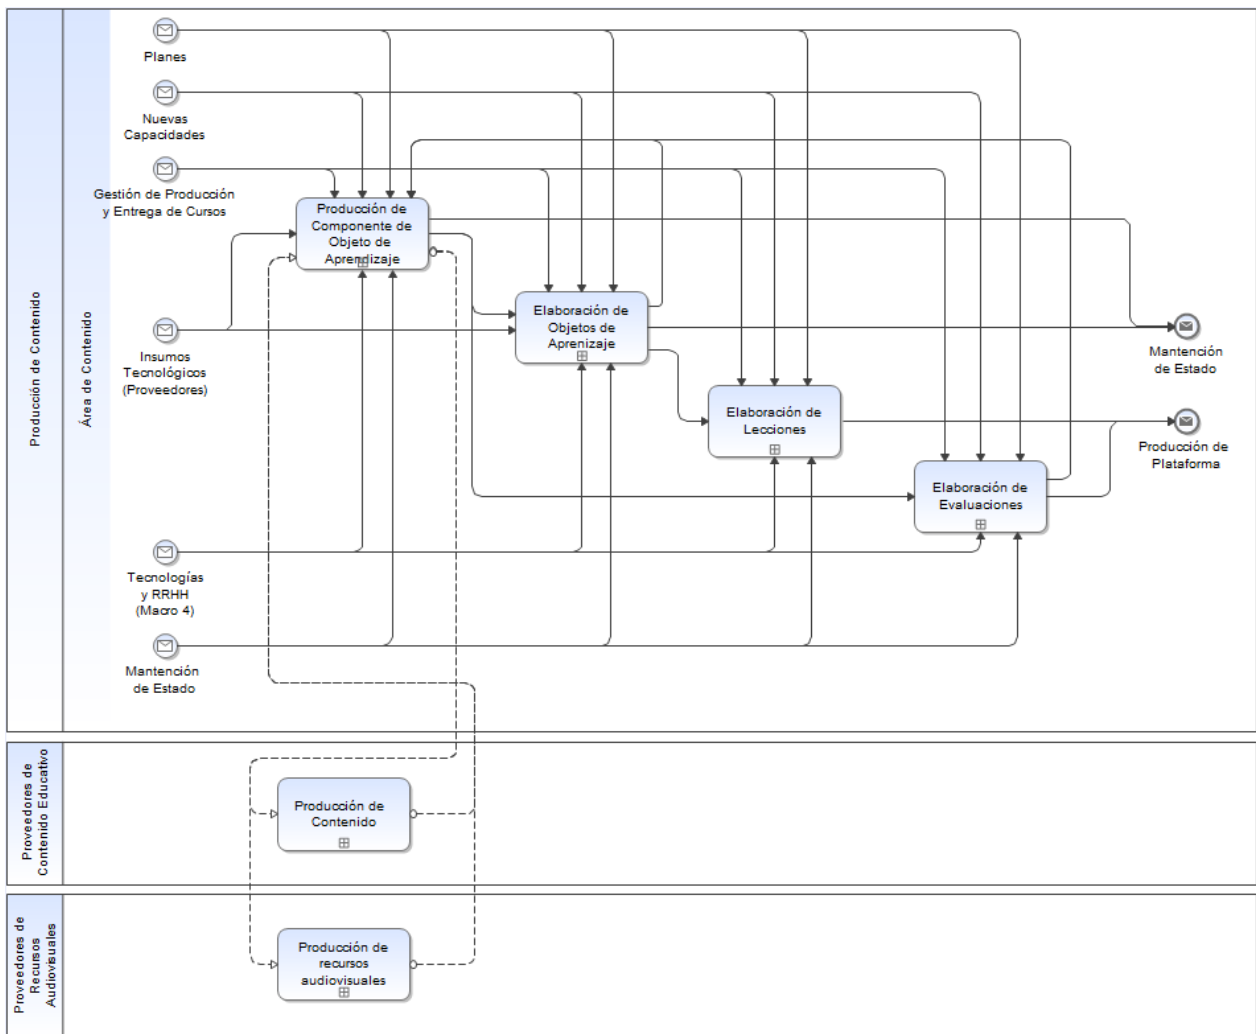 Producción de Contenido
Área de Contenido
Planes
Nuevas
Capacidades
Gestión de Producción
y Entrega de Cursos
Producción de
Componente de
Objeto de
Aprendizaje
Elaboración de
Objetos de
Aprenizaje
Insumos
Tecnológicos
(Proveedores)
Mantención
de Estado
Elaboración de
Lecciones
Producción de
Plataforma
Elaboración de
Evaluaciones
Tecnologías
y RRHH
(Macro 4)
Mantención
de Estado
Proveedores de
Contenido Educativo
Producción de
Contenido
Proveedores de
Recursos
Audiovisuales
Producción de
recursos
audiovisuales